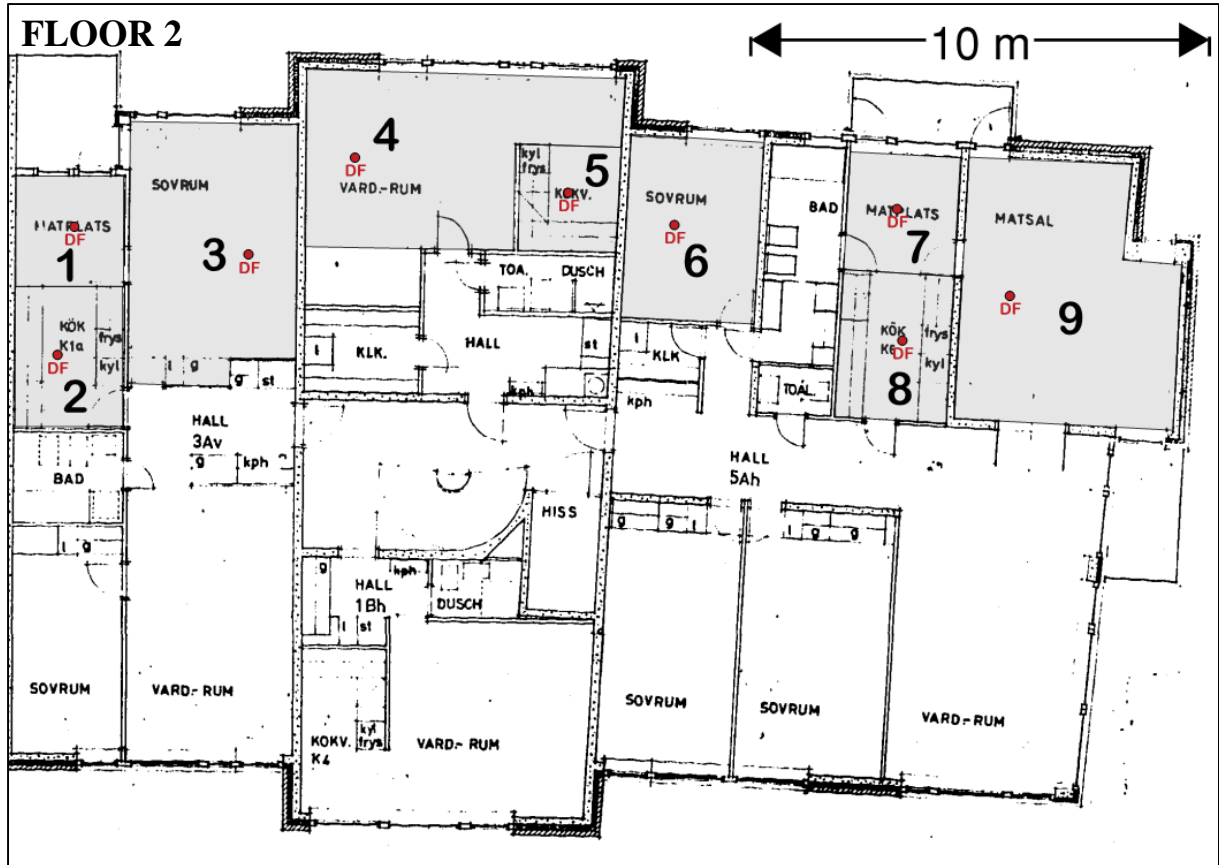 FLOOR 2
10 m
SOVRUM
3
DF
MATPLATS
DF
1
KÖK
K1a
frys
kyl
DF
2
4
DF
VARD.-RUM
kyl
frys
5
KOKV.
DF
SOVRUM
DF
6
BAD
MATPLATS
DF
7
MATSAL
DF
9
KÖK
frys
kyl
DF
8
TOA.
DUSCH
HALL
KLK.
l
st
kph
l
g
g
st
HALL
3Av
g
kph
BAD
l
g
SOVRUM
VARD.-RUM
l
KLK
kph
TOAL.
HALL
5Ah
HISS
g
HALL
1Bh
kph
DUSCH
l
st
KOKV.
K4
kyl
frys
VARD.-RUM
g
g
l
SOVRUM
l
g
g
SOVRUM
VARD.-RUM